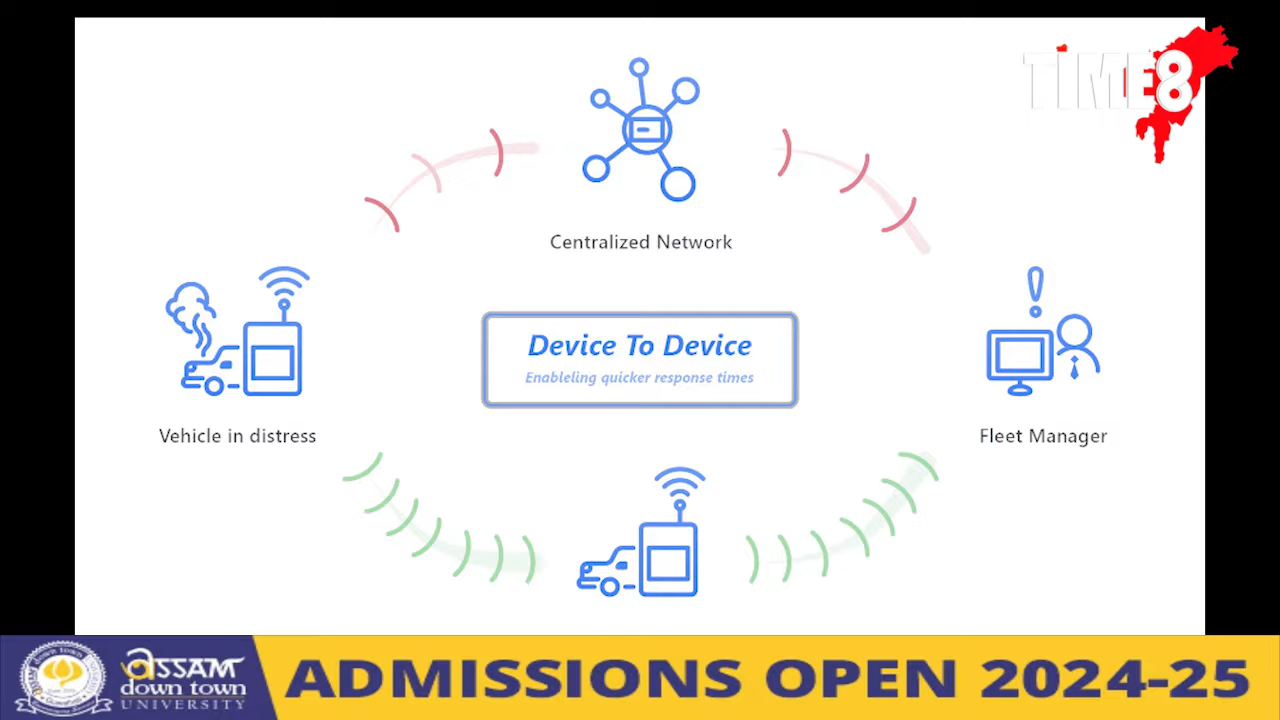 TIME8
Centralized Network
Device To Device
Enableling quicker response times
Vehicle in distress
Fleet Manager
অSSAM
down town
UNIVERSITY
ADMISSIONS OPEN 2024-25